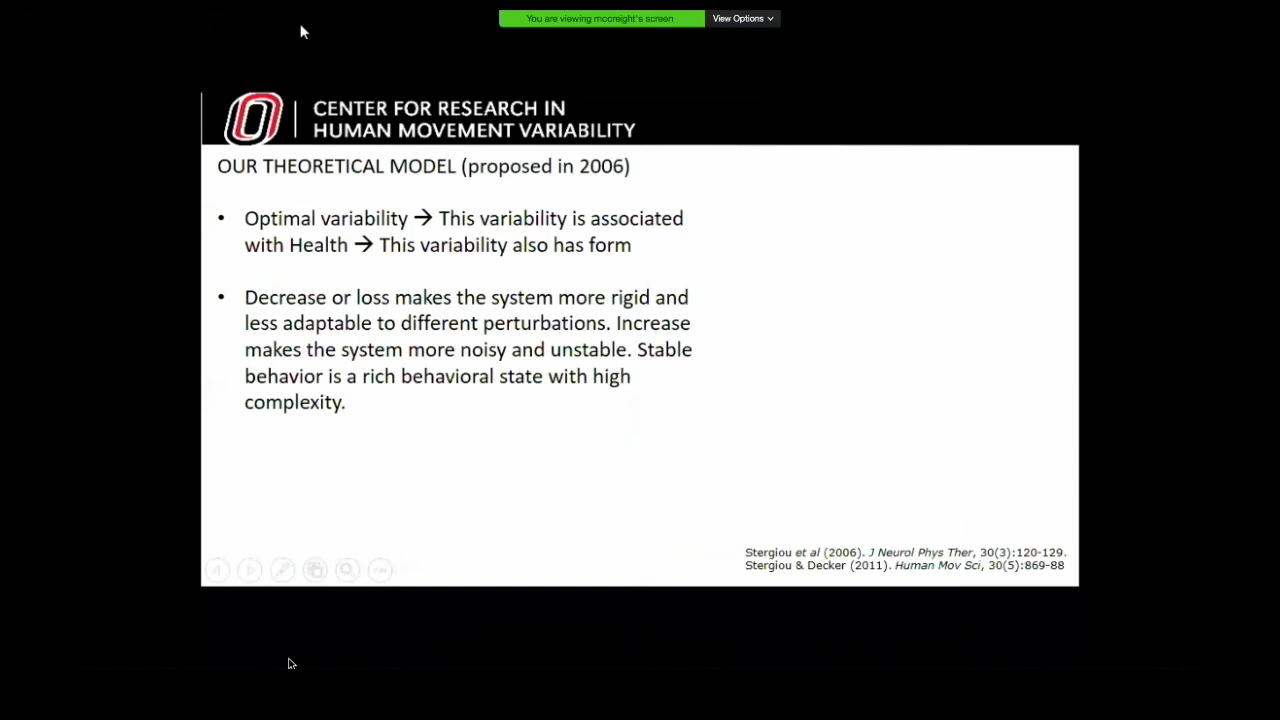 You are viewing mccreight's screen
View Options
CENTER FOR RESEARCH IN
HUMAN MOVEMENT VARIABILITY
OUR THEORETICAL MODEL (proposed in 2006)
• Optimal variability → This variability is associated
with Health → This variability also has form
• Decrease or loss makes the system more rigid and
less adaptable to different perturbations. Increase
makes the system more noisy and unstable. Stable
behavior is a rich behavioral state with high
complexity.
Stergiou et al (2006). J Neurol Phys Ther, 30(3):120-129.
Stergiou & Decker (2011). Human Mov Sci, 30(5):869-88